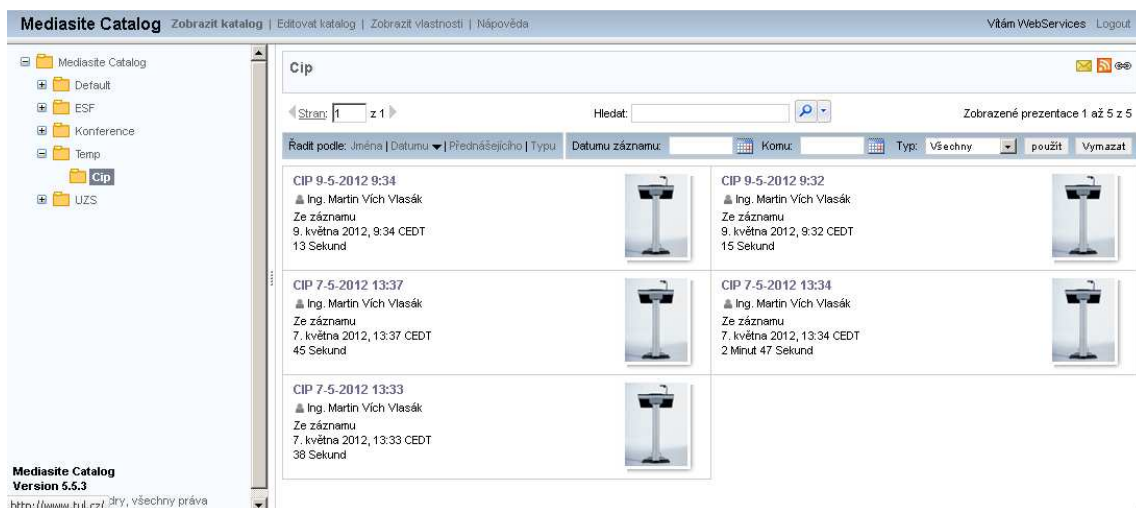 Mediasite Catalog Zobrazit katalog | Editovat katalog | Zobrazit vlastnosti | Nápověda Vítám WebServices Logout
Mediasite Catalog
Default
ESF
Konference
Temp
Cip
UZS
Mediasite Catalog
Version 5.5.3
http://www.tul.cz/ dry, všechny práva
Cip
Stran: 1 z 1 Hledat: Zobrazené prezentace 1 až 5 z 5
Řadit podle: Jména | Datumu | Přednášejícího | Typu Datumu záznamu: Komu: Typ: Všechny použít Vymazat
CIP 9-5-2012 9:34
Ing. Martin Vích Vlasák
Ze záznamu
9. května 2012, 9:34 CEDT
13 Sekund
CIP 9-5-2012 9:32
Ing. Martin Vích Vlasák
Ze záznamu
9. května 2012, 9:32 CEDT
15 Sekund
CIP 7-5-2012 13:37
Ing. Martin Vích Vlasák
Ze záznamu
7. května 2012, 13:37 CEDT
45 Sekund
CIP 7-5-2012 13:34
Ing. Martin Vích Vlasák
Ze záznamu
7. května 2012, 13:34 CEDT
2 Minut 47 Sekund
CIP 7-5-2012 13:33
Ing. Martin Vích Vlasák
Ze záznamu
7. května 2012, 13:33 CEDT
38 Sekund